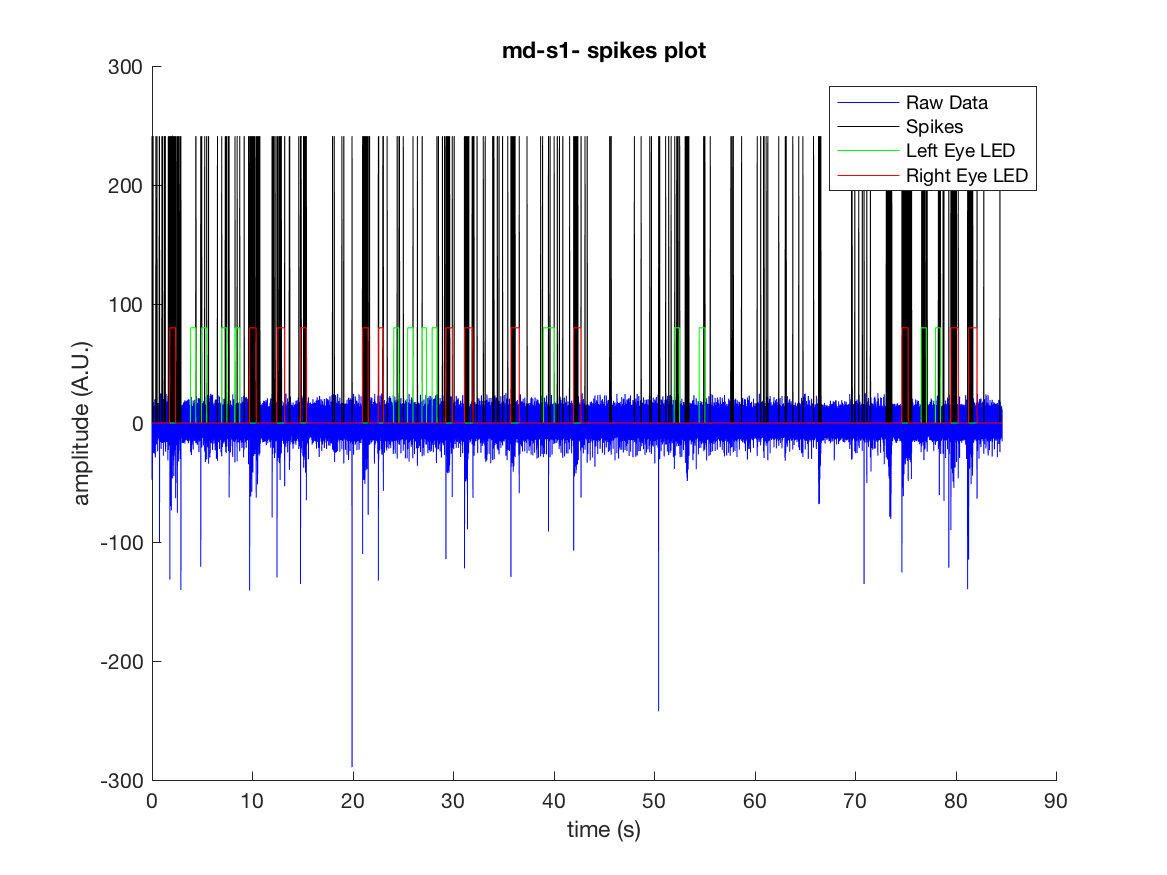 md-s1- spikes plot
300
200
100
0
-100
-200
-300
amplitude (A.U.)
Raw Data
Spikes
Left Eye LED
Right Eye LED
0 10 20 30 40 50 60 70 80 90
time (s)